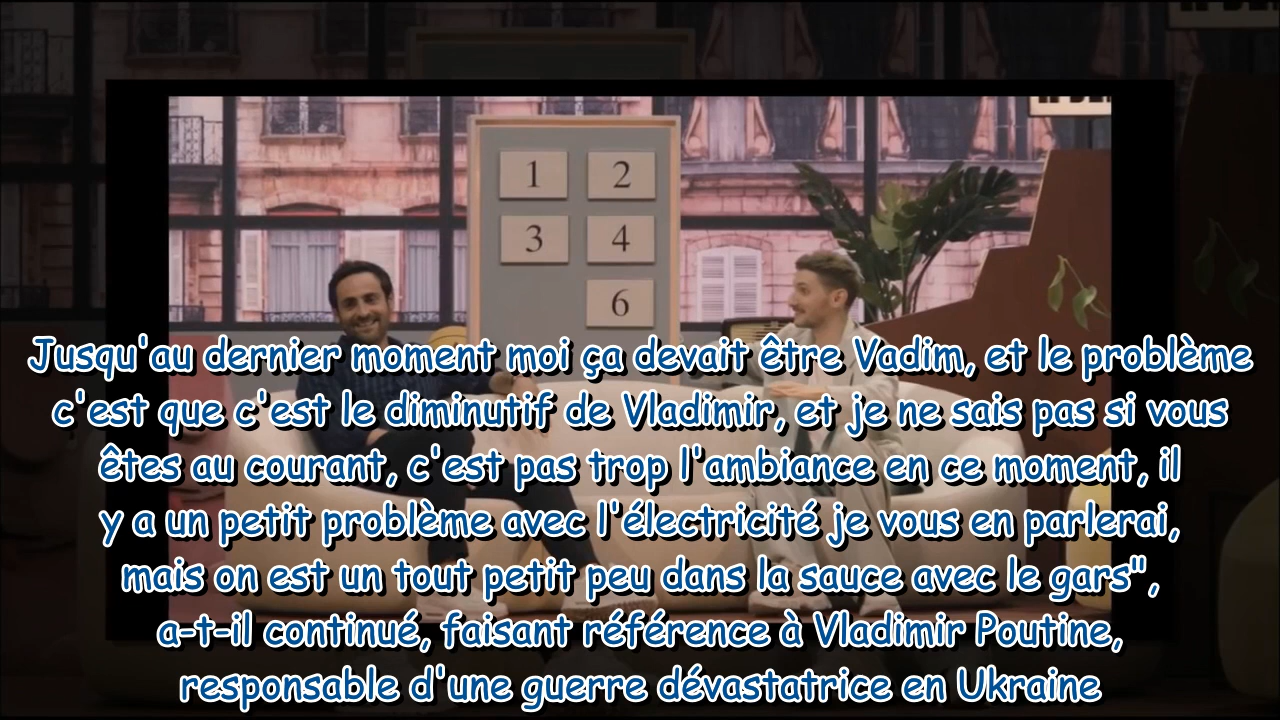 1 2
3 4
6
Jusqu'au dernier moment moi ça devait être Vadim, et le problème
c'est que c'est le diminutif de Vladimir, et je ne sais pas si vous
êtes au courant, c'est pas trop l'ambiance en ce moment, il
y a un petit problème avec l'électricité je vous en parlerai,
mais on est un tout petit peu dans la sauce avec le gars",
a-t-il continué, faisant référence à Vladimir Poutine,
responsable d'une guerre dévastatrice en Ukraine